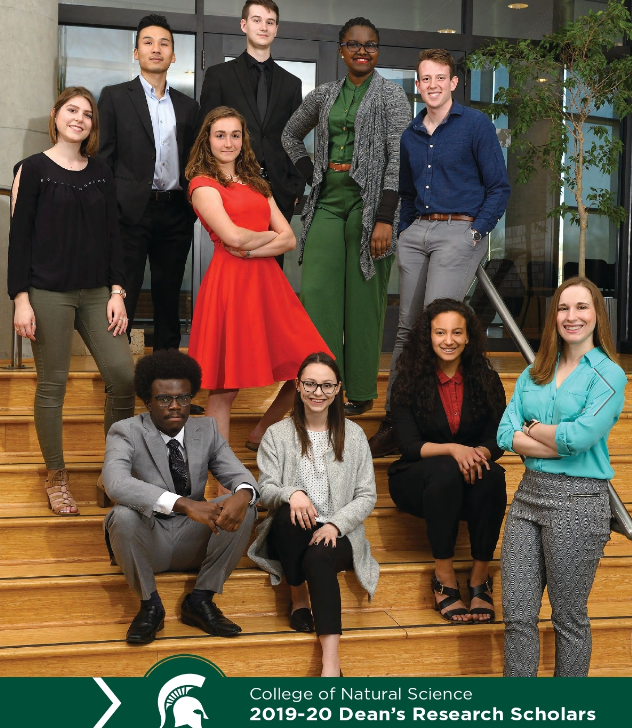 College of Natural Science
2019-20 Dean's Research Scholars